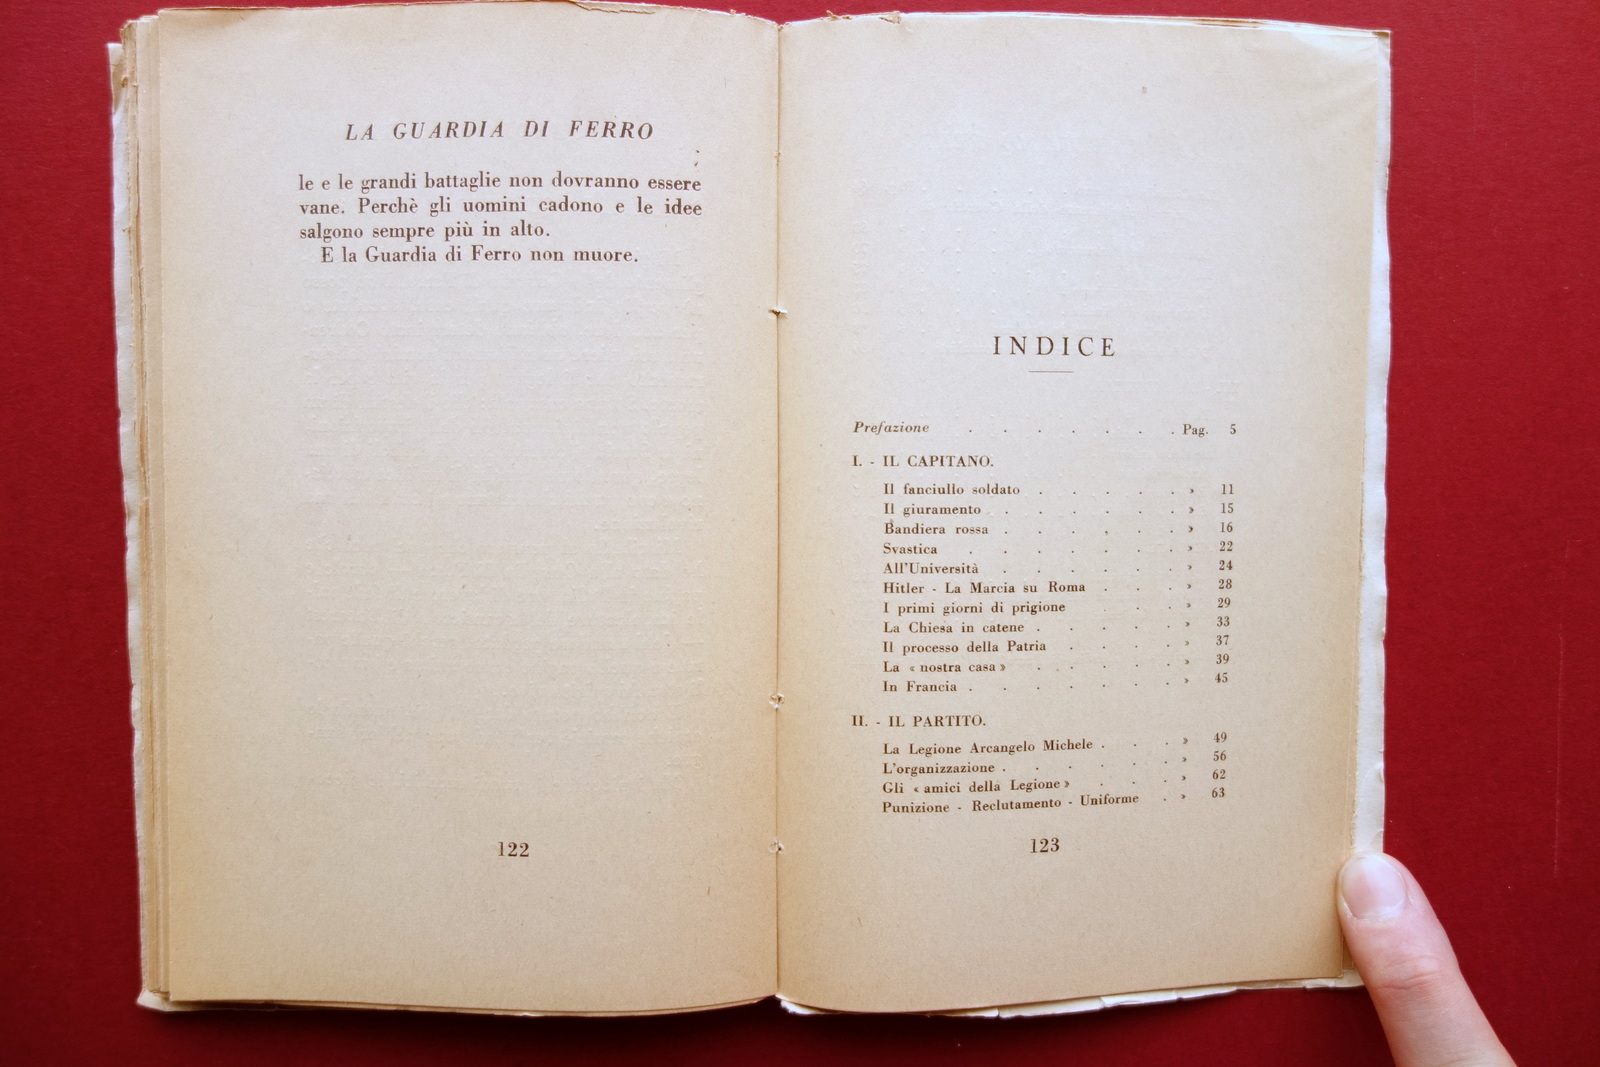 LA GUARDIA DI FERRO
le e le grandi battaglie non dovranno essere
vane. Perchè gli uomini cadono e le idee
salgono sempre più in alto.
E la Guardia di Ferro non muore.
122
INDICE
Prefazione . . . . . . . Pag. 5
I. - IL CAPITANO.
Il fanciullo soldato . . . . . » 11
Il giuramento . . . . . . » 15
Bandiera rossa . . . . . . » 16
Svastica . . . . . . . » 22
All'Università . . . . . . » 24
Hitler - La Marcia su Roma . . . » 28
I primi giorni di prigione . . . » 29
La Chiesa in catene . . . . . » 33
Il processo della Patria . . . . » 37
La « nostra casa » . . . . . » 39
In Francia . . . . . . . » 45
II. - IL PARTITO.
La Legione Arcangelo Michele . . . » 49
L'organizzazione . . . . . . » 56
Gli « amici della Legione » . . . » 62
Punizione - Reclutamento - Uniforme . » 63
123